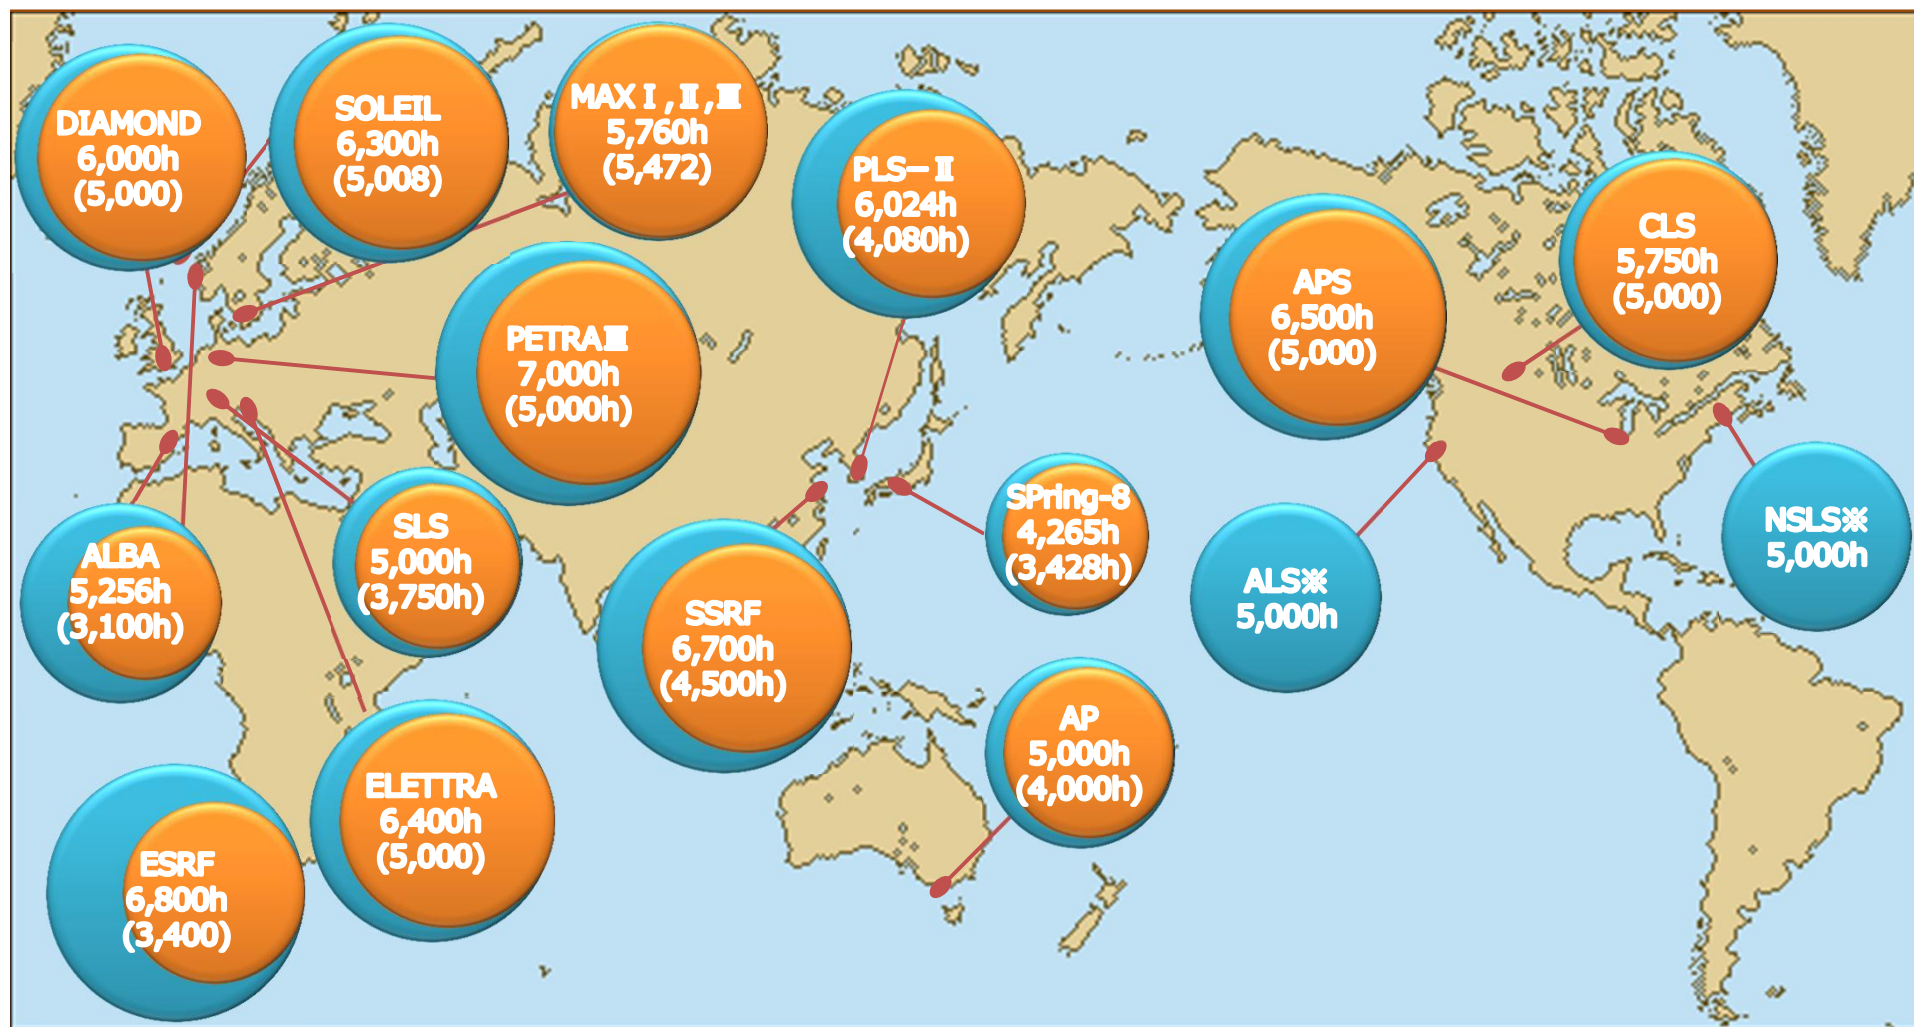 DIAMOND
6,000h
(5,000)
SOLEIL
6,300h
(5,008)
MAX Ⅰ,Ⅱ,Ⅲ
5,760h
(5,472)
PLS-Ⅱ
6,024h
(4,080h)
APS
6,500h
(5,000)
CLS
5,750h
(5,000)
PETRAⅢ
7,000h
(5,000h)
ALBA
5,256h
(3,100h)
SLS
5,000h
(3,750h)
SSRF
6,700h
(4,500h)
SPring-8
4,265h
(3,428h)
ALS※
5,000h
NSLS※
5,000h
ESRF
6,800h
(3,400)
ELETTRA
6,400h
(5,000)
AP
5,000h
(4,000h)